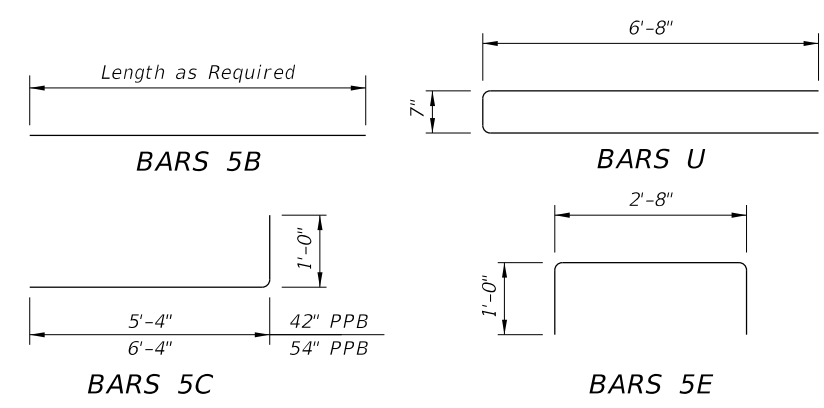 Length as Required
BARS 5B
6'-8"
7"
BARS U
1'-0"
5'-4" 42" PPB
6'-4" 54" PPB
BARS 5C
2'-8"
1'-0"
BARS 5E